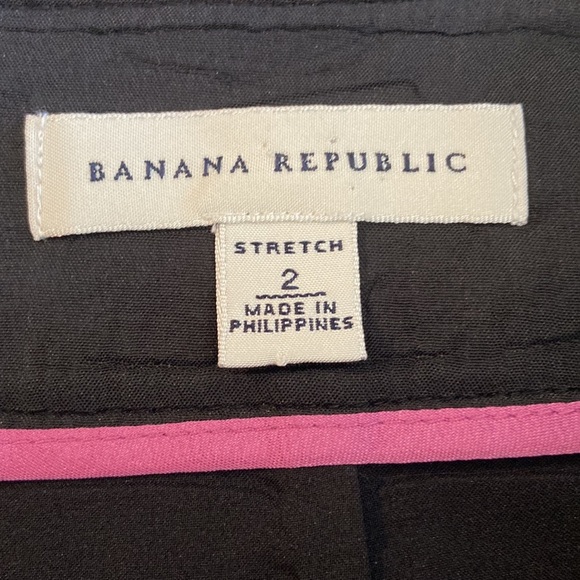 BANANA REPUBLIC
STRETCH
2
MADE IN
PHILIPPINES